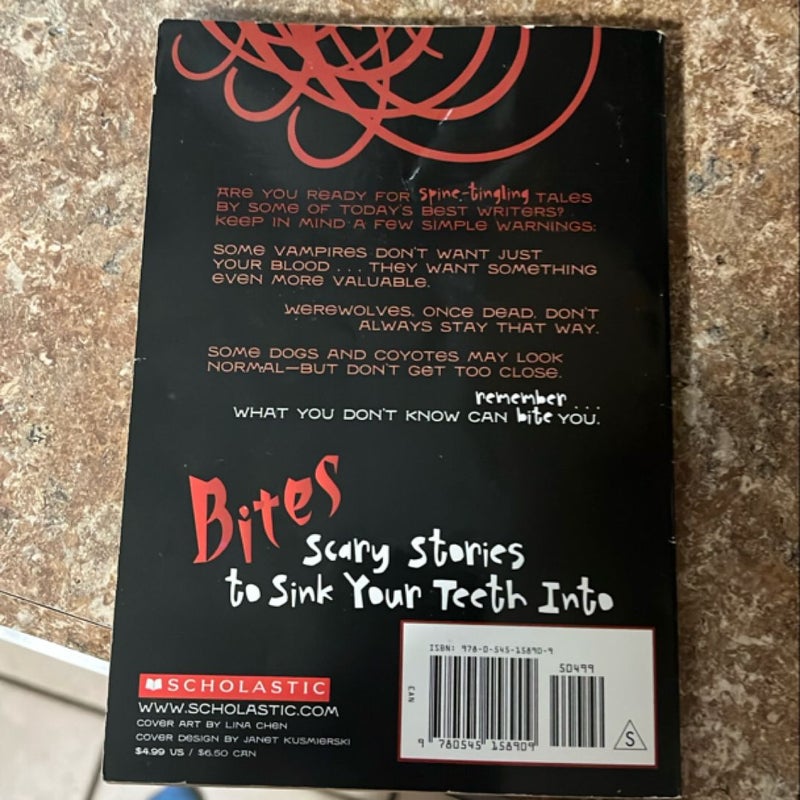 ARE YOU READY FOR spine-tingling TALES
BY SOME OF TODAY'S BEST WRITERS?
KEEP IN MIND A FEW SIMPLE WARNINGS:
SOME VAMPIRES DON'T WANT JUST
YOUR BLOOD . . . THEY WANT SOMETHING
EVEN MORE VALUABLE.
WEREWOLVES, ONCE DEAD, DON'T
ALWAYS STAY THAT WAY.
SOME DOGS AND COYOTES MAY LOOK
NORMAL—BUT DON'T GET TOO CLOSE.
remember . . .
WHAT YOU DON'T KNOW CAN bite YOU.
Bites
Scary Stories
to Sink Your Teeth Into
ISBN: 978-0-545-15890-9
50499
EAN
9 780545 158909
S
SCHOLASTIC
WWW.SCHOLASTIC.COM
COVER ART BY LINA CHEN
COVER DESIGN BY JANET KUSMIERSKI
$4.99 US / $6.50 CAN